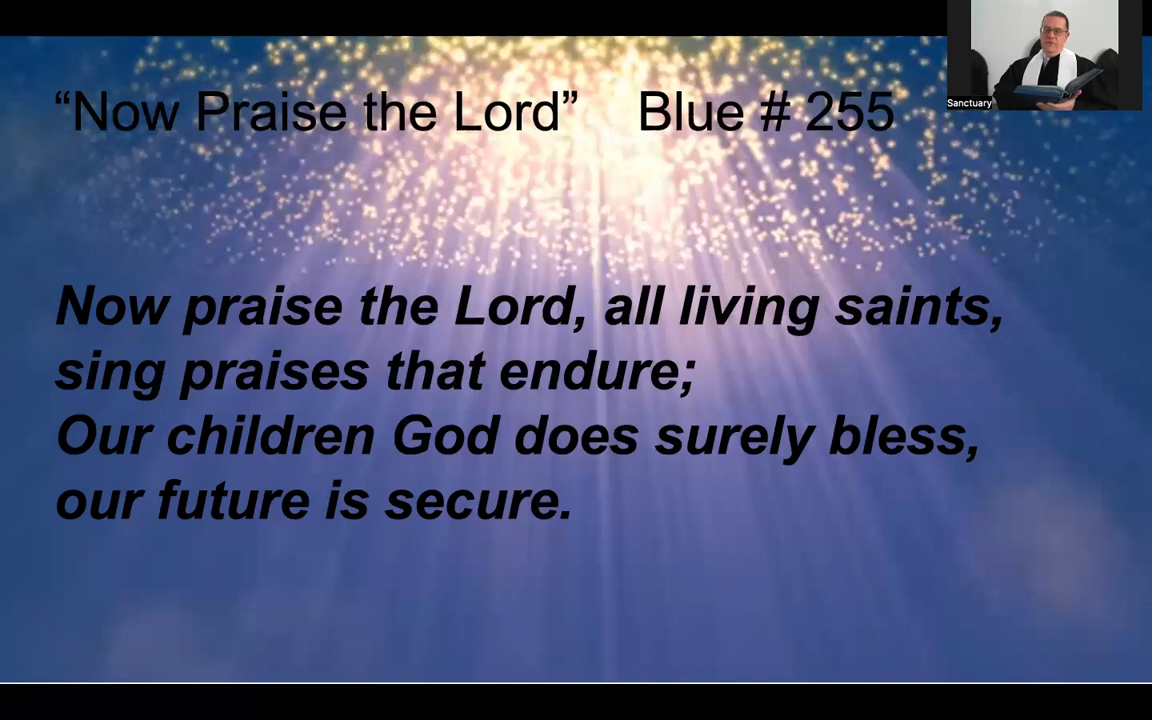 “Now Praise the Lord” Blue # 255
Sanctuary
Now praise the Lord, all living saints,
sing praises that endure;
Our children God does surely bless,
our future is secure.